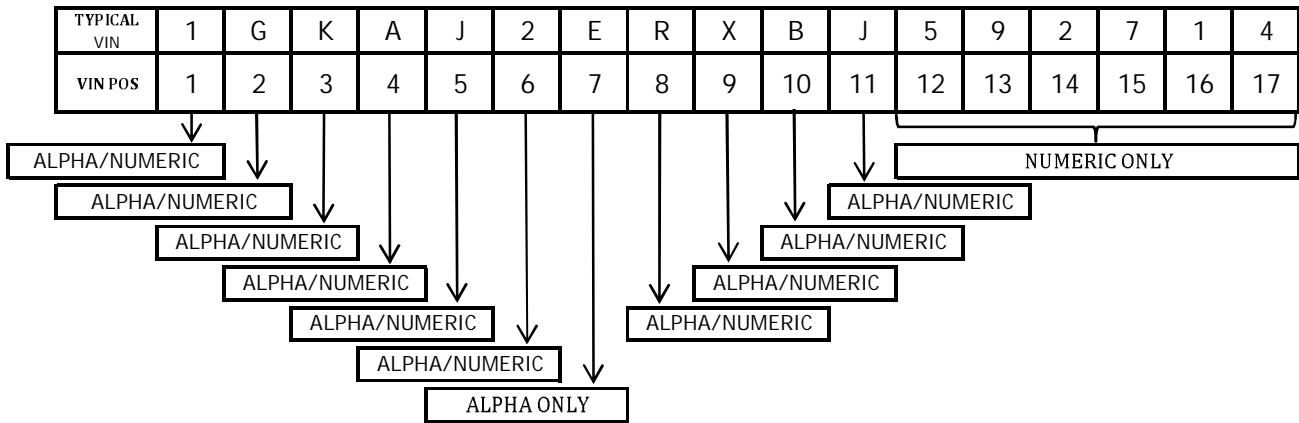 TYPICAL VIN 1 G K A J 2 E R X B J 5 9 2 7 1 4
VIN POS 1 2 3 4 5 6 7 8 9 10 11 12 13 14 15 16 17
ALPHA/NUMERIC NUMERIC ONLY
ALPHA/NUMERIC ALPHA/NUMERIC
ALPHA/NUMERIC ALPHA/NUMERIC
ALPHA/NUMERIC ALPHA/NUMERIC
ALPHA/NUMERIC ALPHA/NUMERIC
ALPHA/NUMERIC
ALPHA ONLY